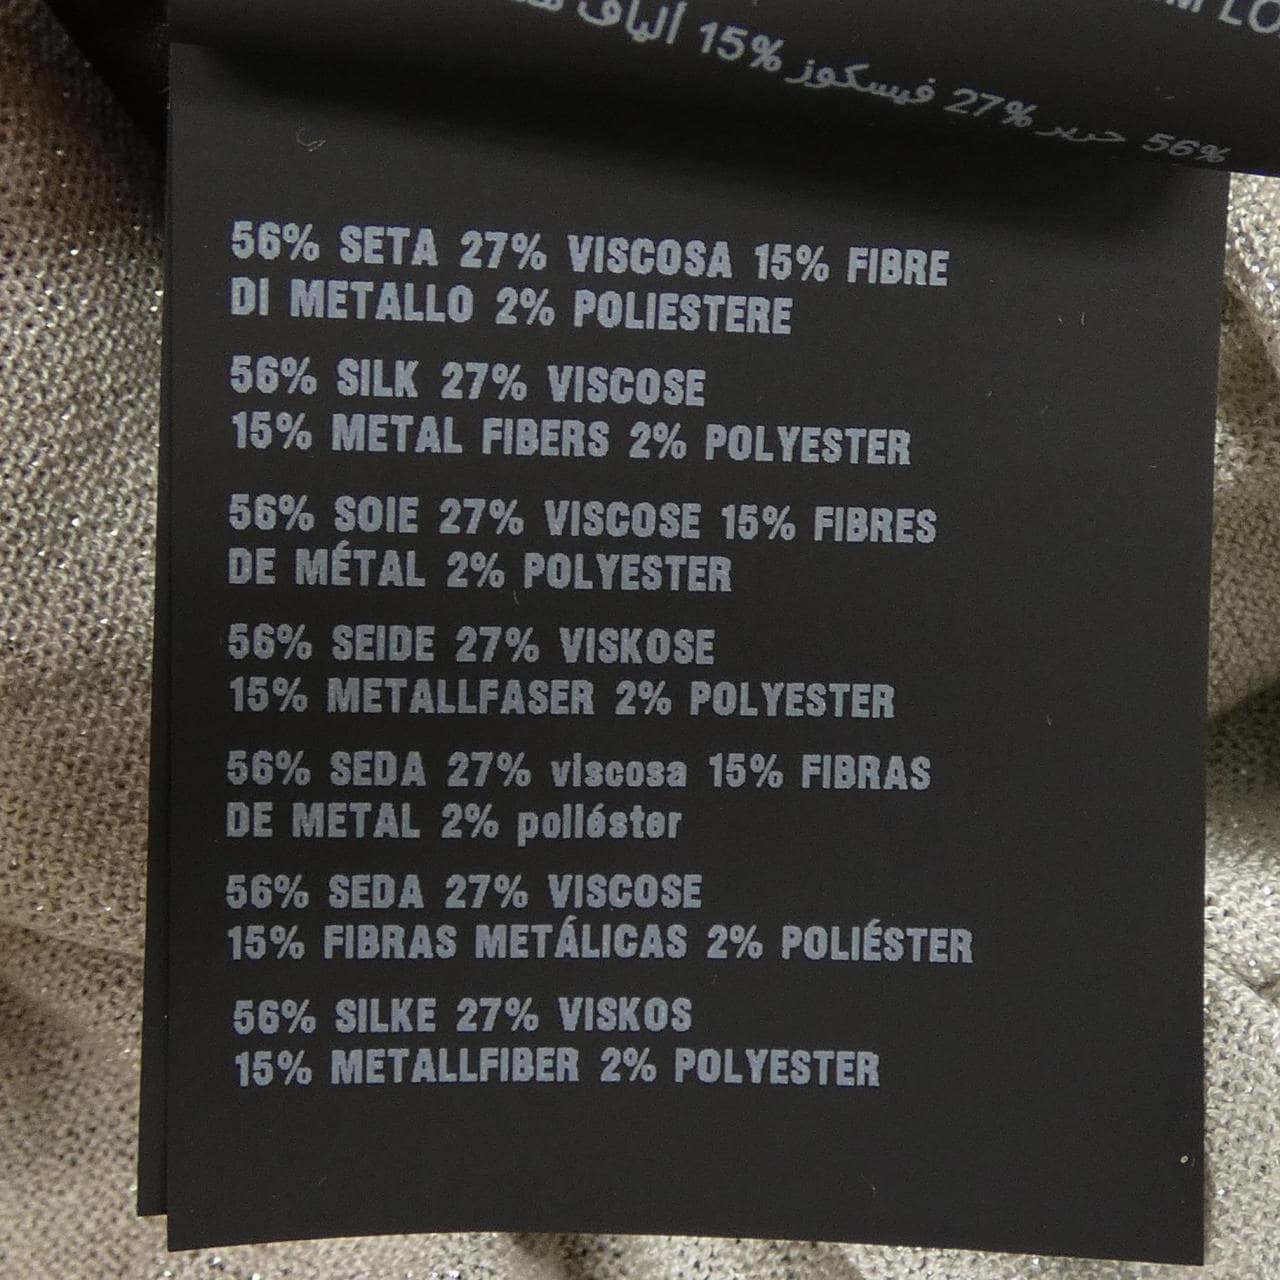 M LO
56% حرير 27% فيسكوز 15% ألياف
56% SETA 27% VISCOSA 15% FIBRE
DI METALLO 2% POLIESTERE
56% SILK 27% VISCOSE
15% METAL FIBERS 2% POLYESTER
56% SOIE 27% VISCOSE 15% FIBRES
DE MÉTAL 2% POLYESTER
56% SEIDE 27% VISKOSE
15% METALLFASER 2% POLYESTER
56% SEDA 27% viscosa 15% FIBRAS
DE METAL 2% poliéster
56% SEDA 27% VISCOSE
15% FIBRAS METÁLICAS 2% POLIÉSTER
56% SILKE 27% VISKOS
15% METALLFIBER 2% POLYESTER